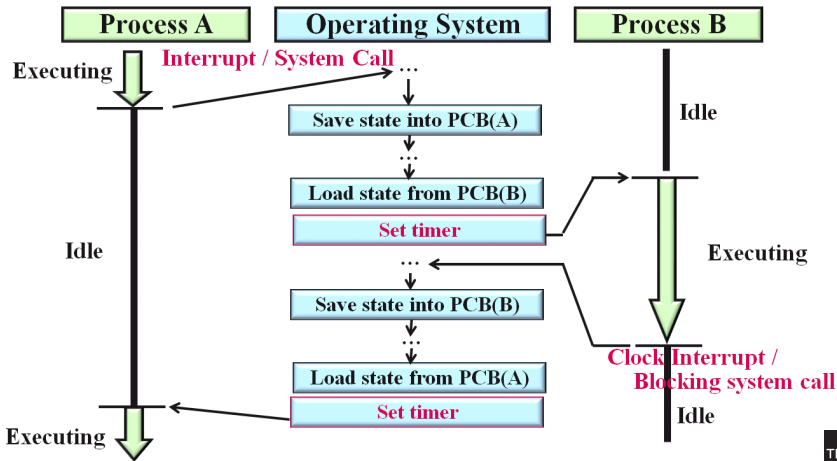 Process A
Operating System
Process B
Interrupt / System Call
Executing
...
Idle
Save state into PCB(A)
...
Load state from PCB(B)
Set timer
Idle
Executing
...
Save state into PCB(B)
...
Clock Interrupt /
Blocking system call
Load state from PCB(A)
Set timer
Idle
Executing